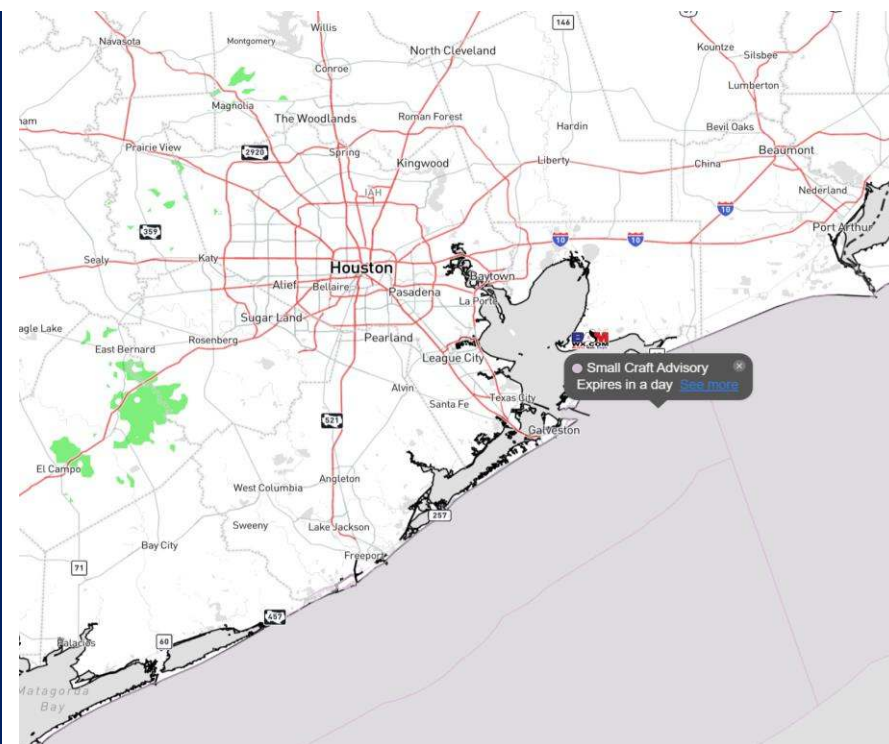 Willis
146
Navasota
Montgomery
North Cleveland
Kountze
Silsbee
Conroe
Lumberton
Magnolia
The Woodlands
Roman Forest
Hardin
Bevil Oaks
Prairie View
2920
Spring
Kingwood
Liberty
China
Beaumont
IAH
Nederland
359
10
10
10
Port Arthur
Sealy
Katy
Houston
Baytown
Alief
Bellaire
Pasadena
La Porte
Sugar Land
East Bernard
Rosenberg
Pearland
League City
Small Craft Advisory
Expires in a day See more
Alvin
Santa Fe
Texas City
521
Galveston
El Campo
Angleton
West Columbia
257
Sweeny
Lake Jackson
Bay City
Freeport
71
457
60
Palacios
Matagorda
Bay